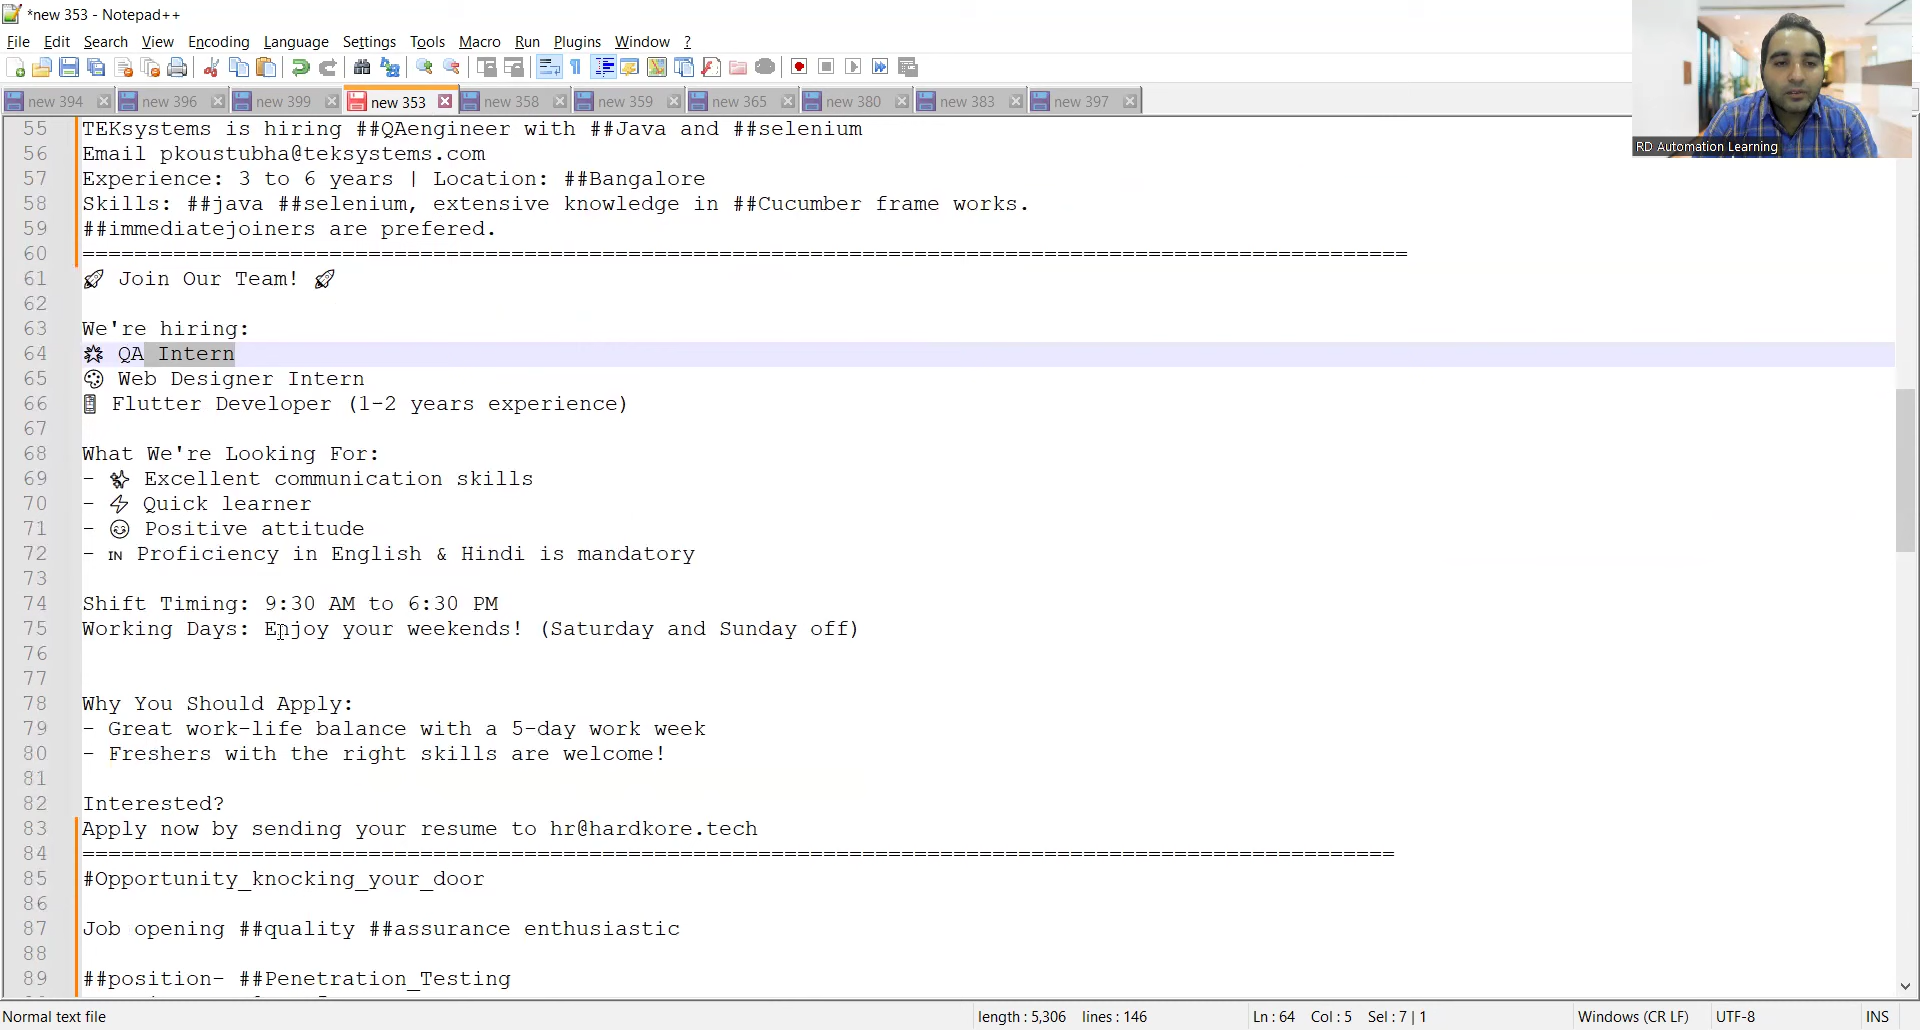 *new 353 - Notepad++
File Edit Search View Encoding Language Settings Tools Macro Run Plugins Window ?
new 394 new 396 new 399 new 353 new 358 new 359 new 365 new 380 new 383 new 397
RD Automation Learning
55 TEKsystems is hiring ##QAengineer with ##Java and ##selenium
56 Email pkoustubha@teksystems.com
57 Experience: 3 to 6 years | Location: ##Bangalore
58 Skills: ##java ##selenium, extensive knowledge in ##Cucumber frame works.
59 ##immediatejoiners are prefered.
60 =====================================================================================================
61 🚀 Join Our Team! 🚀
62
63 We're hiring:
64 🌟 QA Intern
65 🎨 Web Designer Intern
66 📱 Flutter Developer (1-2 years experience)
67
68 What We're Looking For:
69 - ✨ Excellent communication skills
70 - ⚡ Quick learner
71 - 😊 Positive attitude
72 - IN Proficiency in English & Hindi is mandatory
73
74 Shift Timing: 9:30 AM to 6:30 PM
75 Working Days: Enjoy your weekends! (Saturday and Sunday off)
76
77
78 Why You Should Apply:
79 - Great work-life balance with a 5-day work week
80 - Freshers with the right skills are welcome!
81
82 Interested?
83 Apply now by sending your resume to hr@hardkore.tech
84 =====================================================================================================
85 #Opportunity_knocking_your_door
86
87 Job opening ##quality ##assurance enthusiastic
88
89 ##position- ##Penetration_Testing
Normal text file length : 5,306 lines : 146 Ln : 64 Col : 5 Sel : 7 | 1 Windows (CR LF) UTF-8 INS